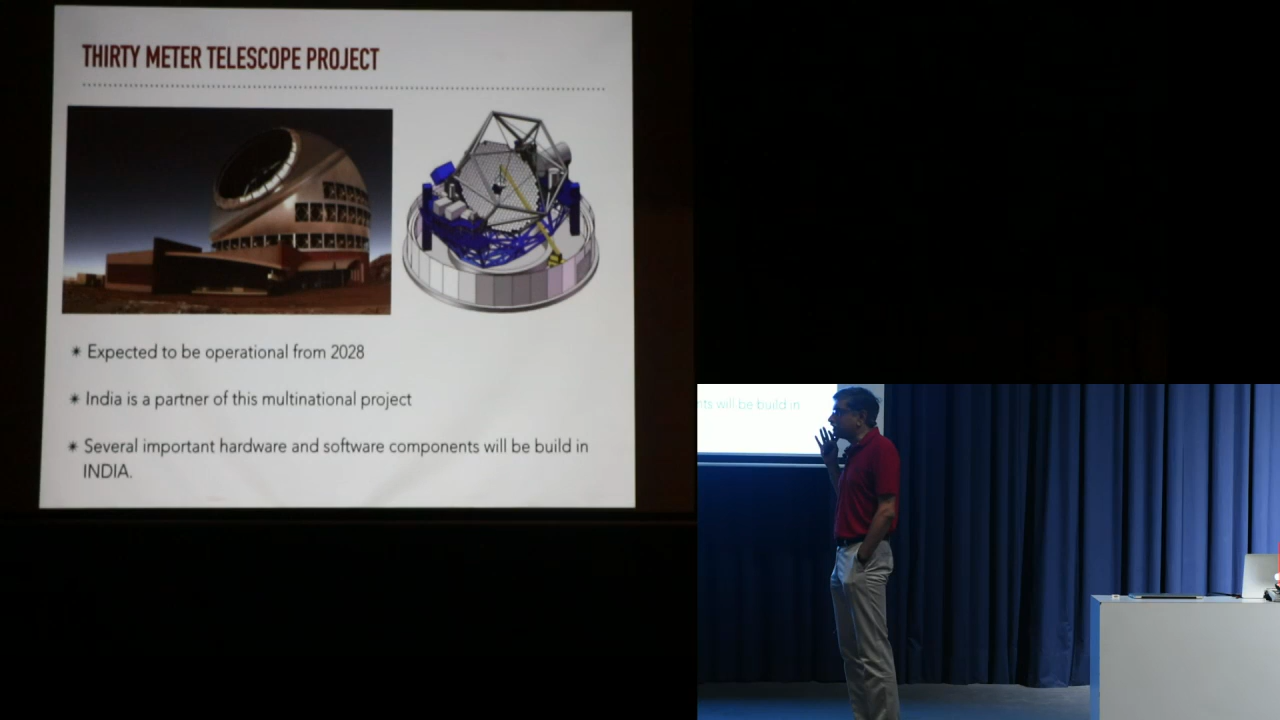 THIRTY METER TELESCOPE PROJECT
✴ Expected to be operational from 2028
✴ India is a partner of this multinational project
✴ Several important hardware and software components will be build in
INDIA.
nts will be build in